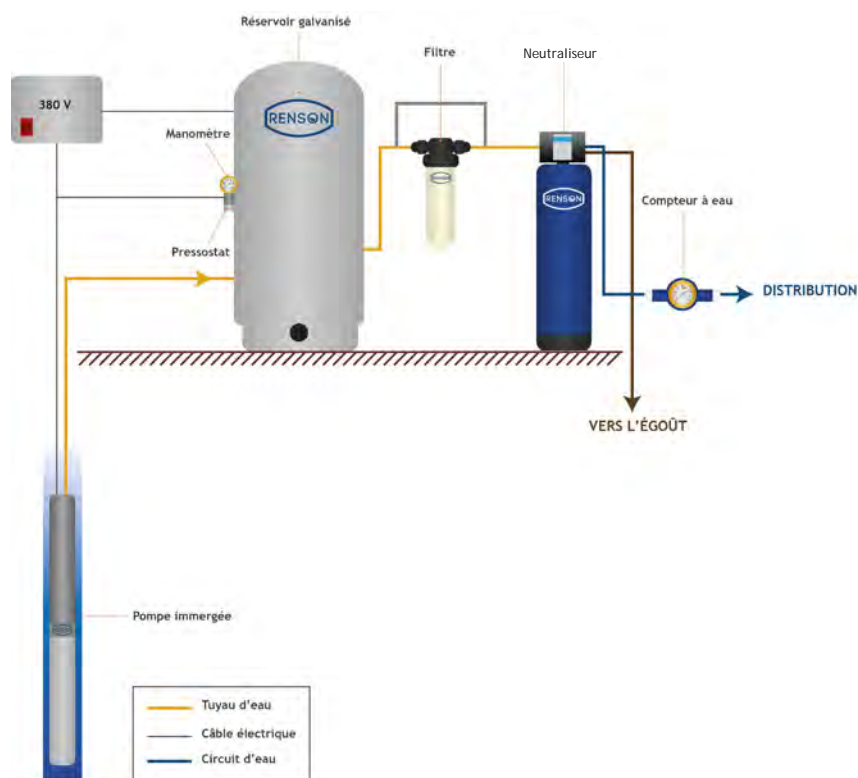 Réservoir galvanisé
Filtre
Neutraliseur
380 V
RENSON
Manomètre
RENSON
RENSON
Compteur à eau
Pressostat
DISTRIBUTION
VERS L'ÉGOÛT
Pompe immergée
Tuyau d'eau
Câble électrique
Circuit d'eau